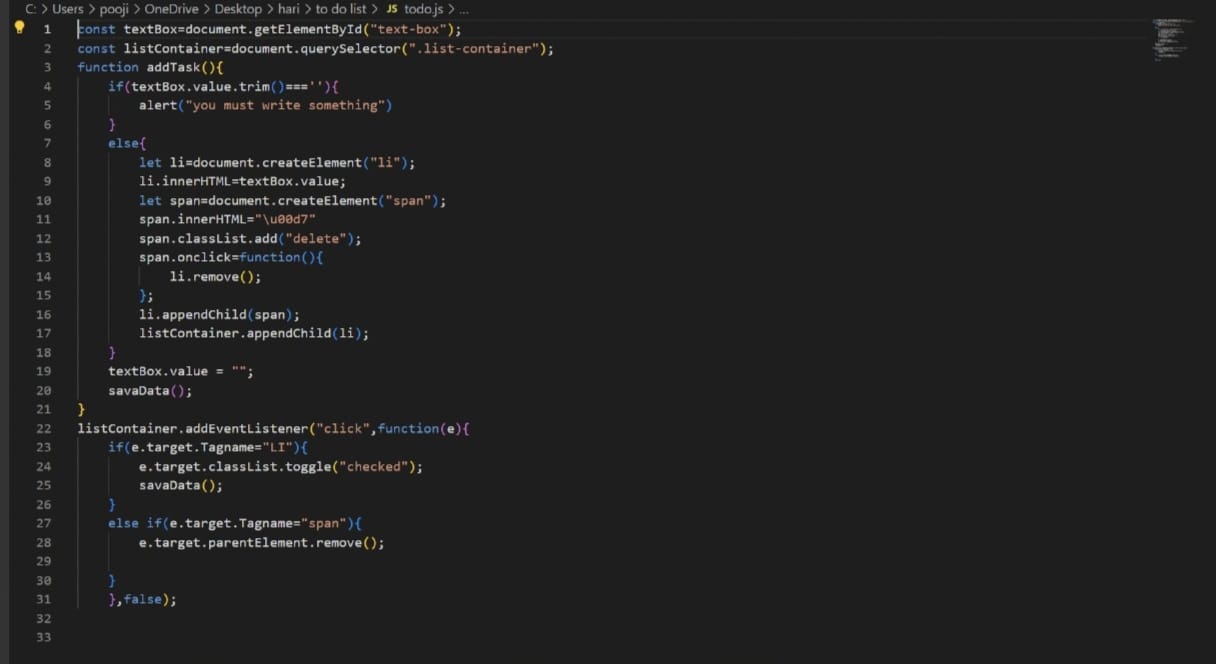 C: > Users > pooji > OneDrive > Desktop > hari > to do list > JS todo.js > ...
1 const textBox=document.getElementById("text-box");
2 const listContainer=document.querySelector(".list-container");
3 function addTask(){
4     if(textBox.value.trim()===''){
5         alert("you must write something")
6     }
7     else{
8         let li=document.createElement("li");
9         li.innerHTML=textBox.value;
10         let span=document.createElement("span");
11         span.innerHTML="\u00d7"
12         span.classList.add("delete");
13         span.onclick=function(){
14             li.remove();
15         };
16         li.appendChild(span);
17         listContainer.appendChild(li);
18     }
19     textBox.value = "";
20     savaData();
21 }
22 listContainer.addEventListener("click",function(e){
23     if(e.target.Tagname="LI"){
24         e.target.classList.toggle("checked");
25         savaData();
26     }
27     else if(e.target.Tagname="span"){
28         e.target.parentElement.remove();
29
30     }
31     },false);
32
33